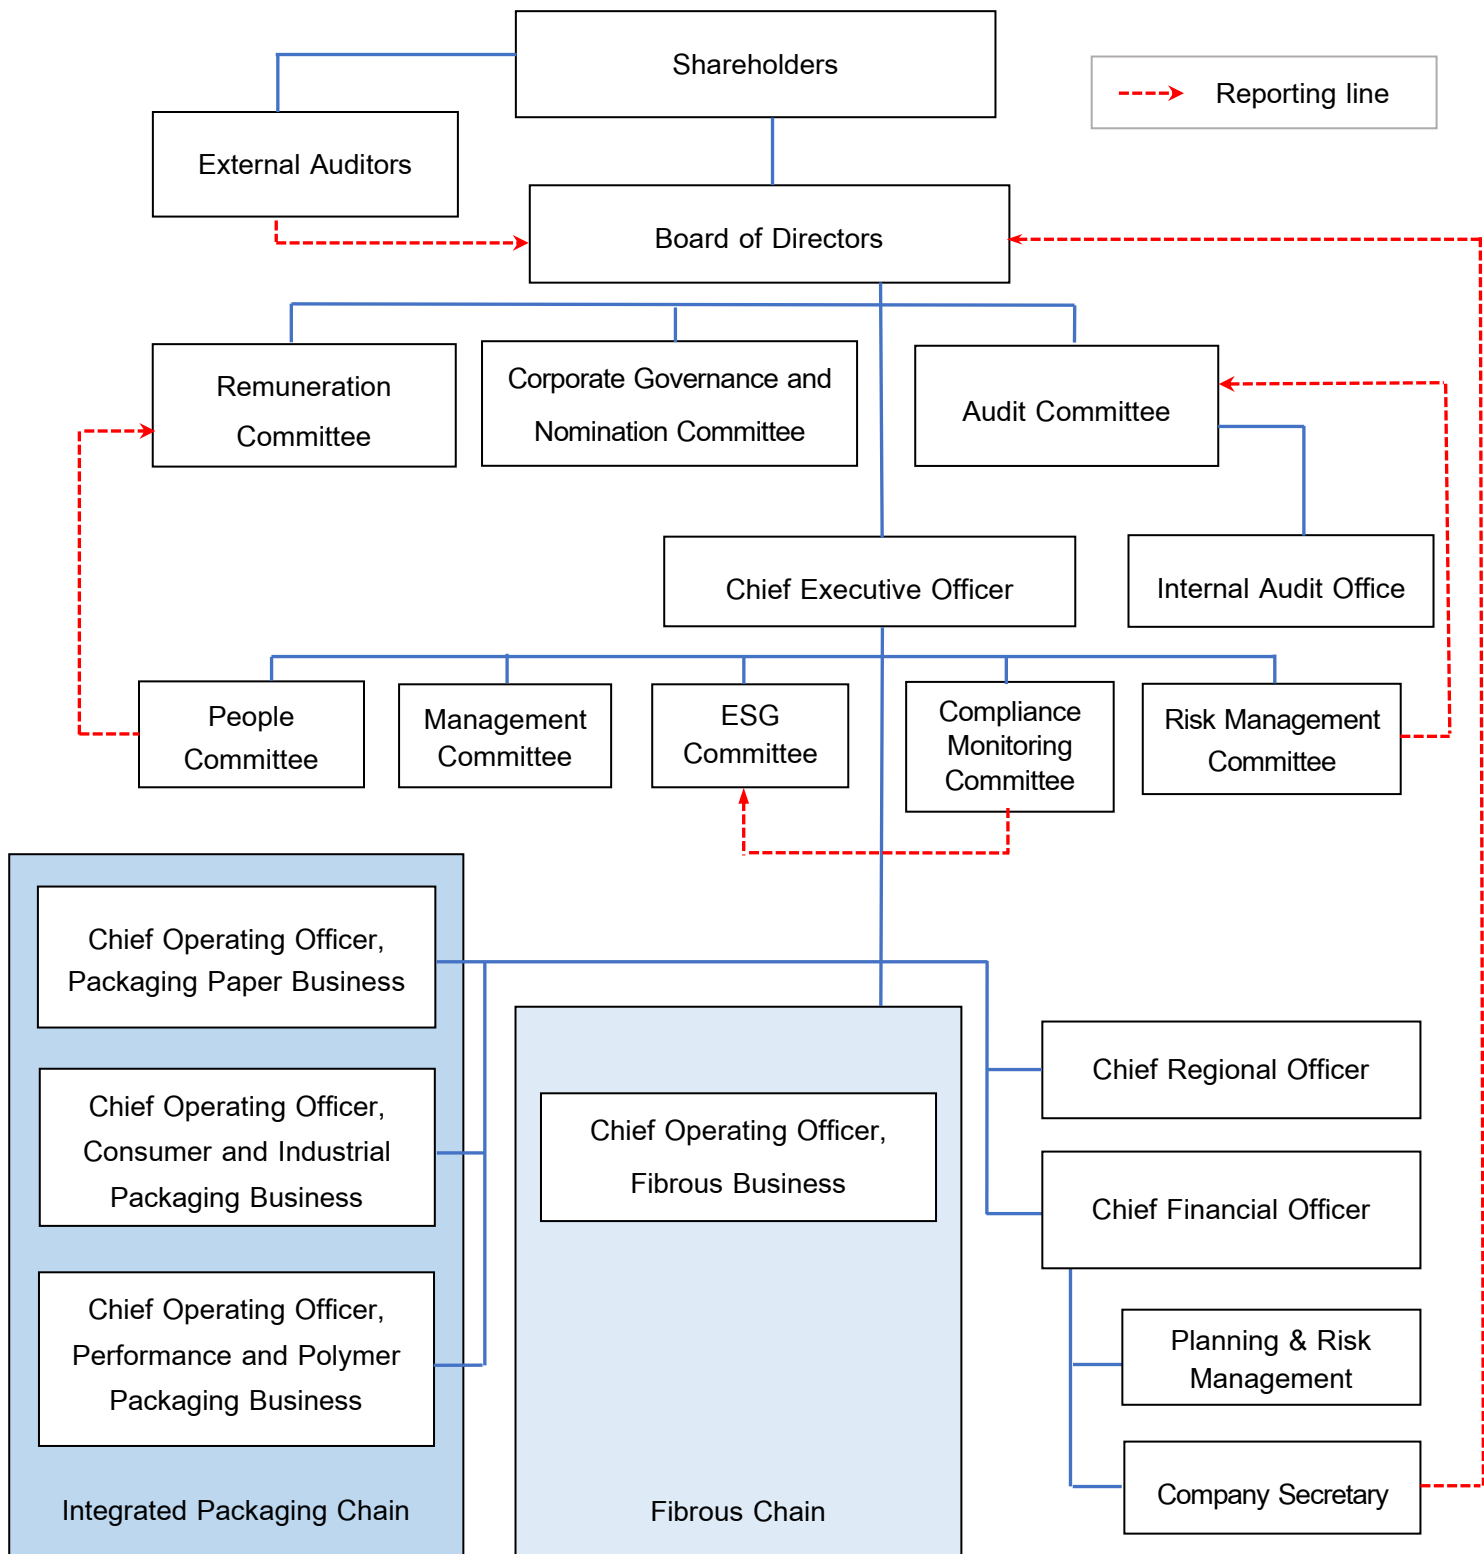 Shareholders
Reporting line
External Auditors
Board of Directors
Remuneration
Committee
Corporate Governance and
Nomination Committee
Audit Committee
Chief Executive Officer
Internal Audit Office
People
Committee
Management
Committee
ESG
Committee
Compliance
Monitoring
Committee
Risk Management
Committee
Chief Operating Officer,
Packaging Paper Business
Chief Operating Officer,
Consumer and Industrial
Packaging Business
Chief Operating Officer,
Performance and Polymer
Packaging Business
Integrated Packaging Chain
Chief Operating Officer,
Fibrous Business
Fibrous Chain
Chief Regional Officer
Chief Financial Officer
Planning & Risk
Management
Company Secretary